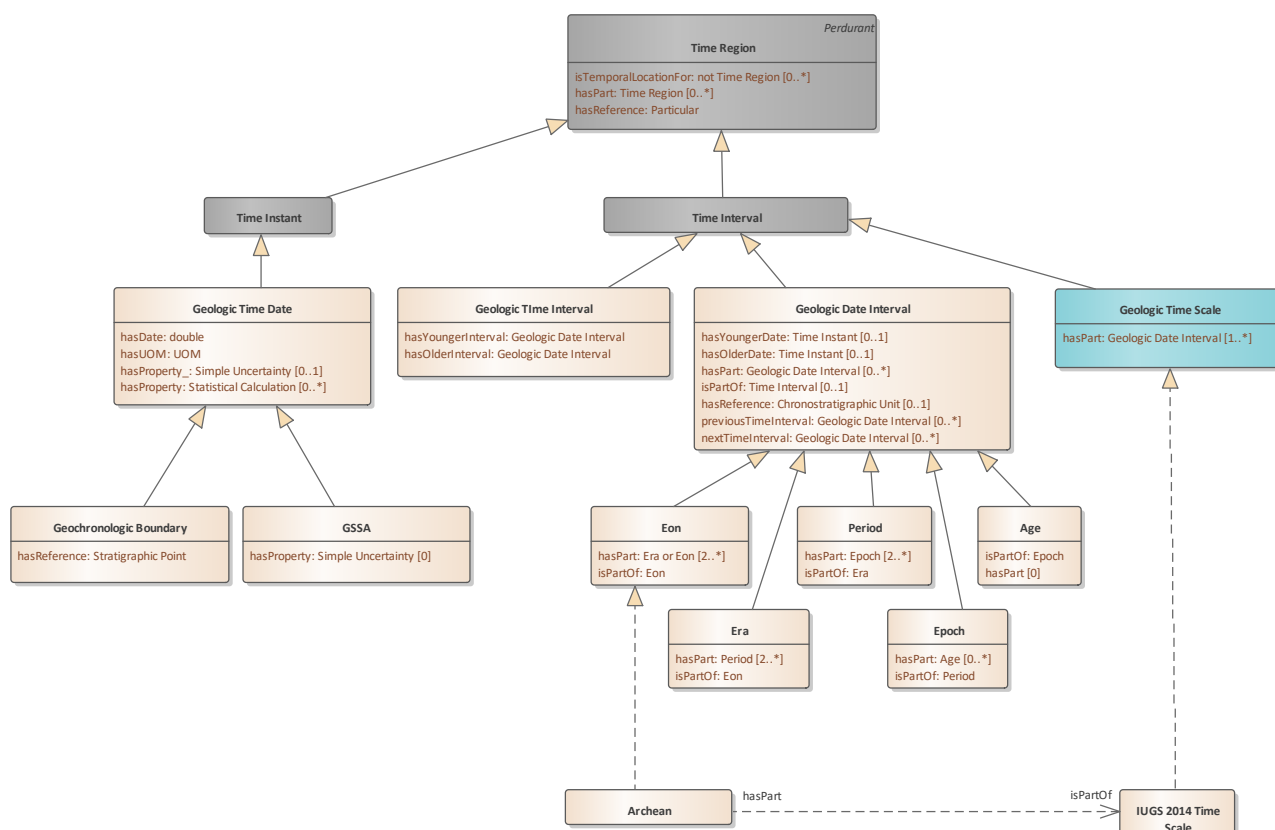 Perdurant
Time Region
isTemporalLocationFor: not Time Region [0..*]
hasPart: Time Region [0..*]
hasReference: Particular
Time Instant
Time Interval
Geologic Time Date
hasDate: double
hasUOM: UOM
hasProperty_: Simple Uncertainty [0..1]
hasProperty: Statistical Calculation [0..*]
Geologic TIme Interval
hasYoungerInterval: Geologic Date Interval
hasOlderInterval: Geologic Date Interval
Geologic Date Interval
hasYoungerDate: Time Instant [0..1]
hasOlderDate: Time Instant [0..1]
hasPart: Geologic Date Interval [0..*]
isPartOf: Time Interval [0..1]
hasReference: Chronostratigraphic Unit [0..1]
previousTimeInterval: Geologic Date Interval [0..*]
nextTimeInterval: Geologic Date Interval [0..*]
Geologic Time Scale
hasPart: Geologic Date Interval [1..*]
Geochronologic Boundary
hasReference: Stratigraphic Point
GSSA
hasProperty: Simple Uncertainty [0]
Eon
hasPart: Era or Eon [2..*]
isPartOf: Eon
Period
hasPart: Epoch [2..*]
isPartOf: Era
Age
isPartOf: Epoch
hasPart [0]
Era
hasPart: Period [2..*]
isPartOf: Eon
Epoch
hasPart: Age [0..*]
isPartOf: Period
Archean
hasPart
isPartOf
IUGS 2014 Time
Scale